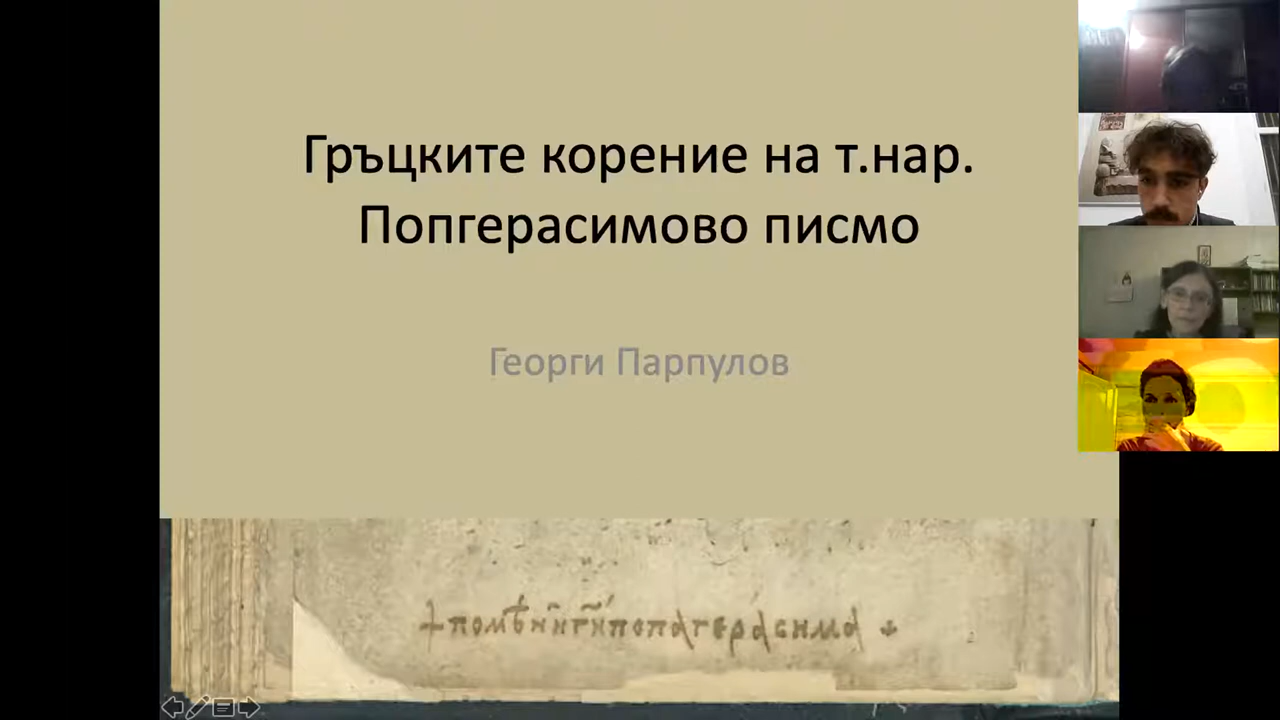 Гръцките корение на т.нар.
Попгерасимово писмо
Георги Парпулов